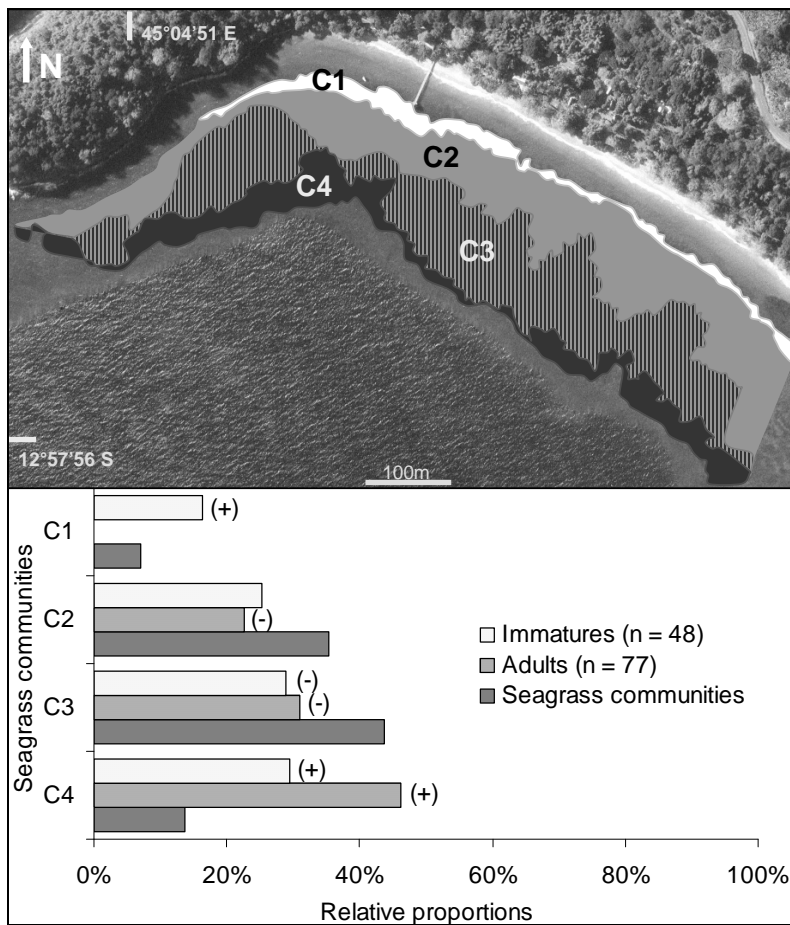 45°04'51 E
N
C1
C2
C4
C3
12°57'56 S
100m
Seagrass communities
C1
(+)
C2
(-)
C3
(-)
(-)
C4
(+)
(+)
Immatures (n = 48)
Adults (n = 77)
Seagrass communities
0% 20% 40% 60% 80% 100%
Relative proportions